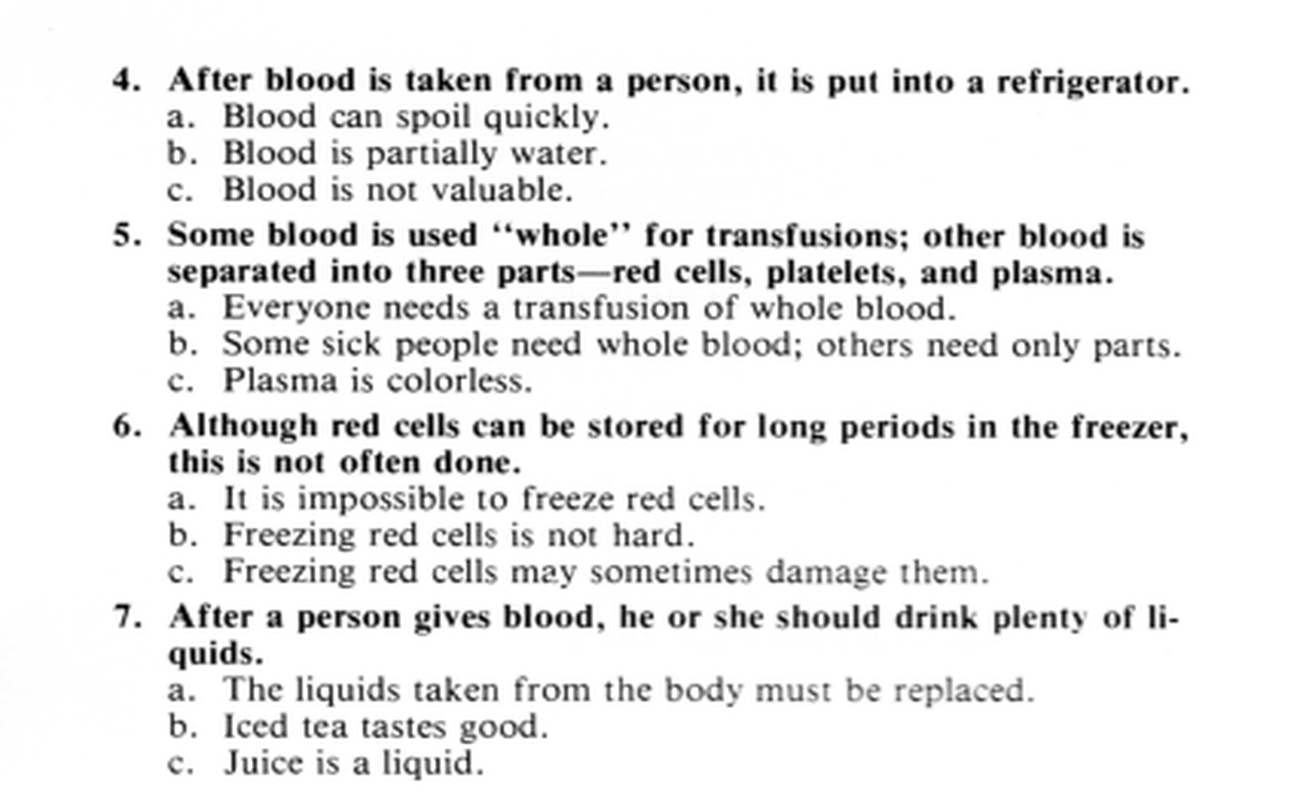 4. After blood is taken from a person, it is put into a refrigerator.
a. Blood can spoil quickly.
b. Blood is partially water.
c. Blood is not valuable.
5. Some blood is used “whole” for transfusions; other blood is
separated into three parts—red cells, platelets, and plasma.
a. Everyone needs a transfusion of whole blood.
b. Some sick people need whole blood; others need only parts.
c. Plasma is colorless.
6. Although red cells can be stored for long periods in the freezer,
this is not often done.
a. It is impossible to freeze red cells.
b. Freezing red cells is not hard.
c. Freezing red cells may sometimes damage them.
7. After a person gives blood, he or she should drink plenty of li-
quids.
a. The liquids taken from the body must be replaced.
b. Iced tea tastes good.
c. Juice is a liquid.